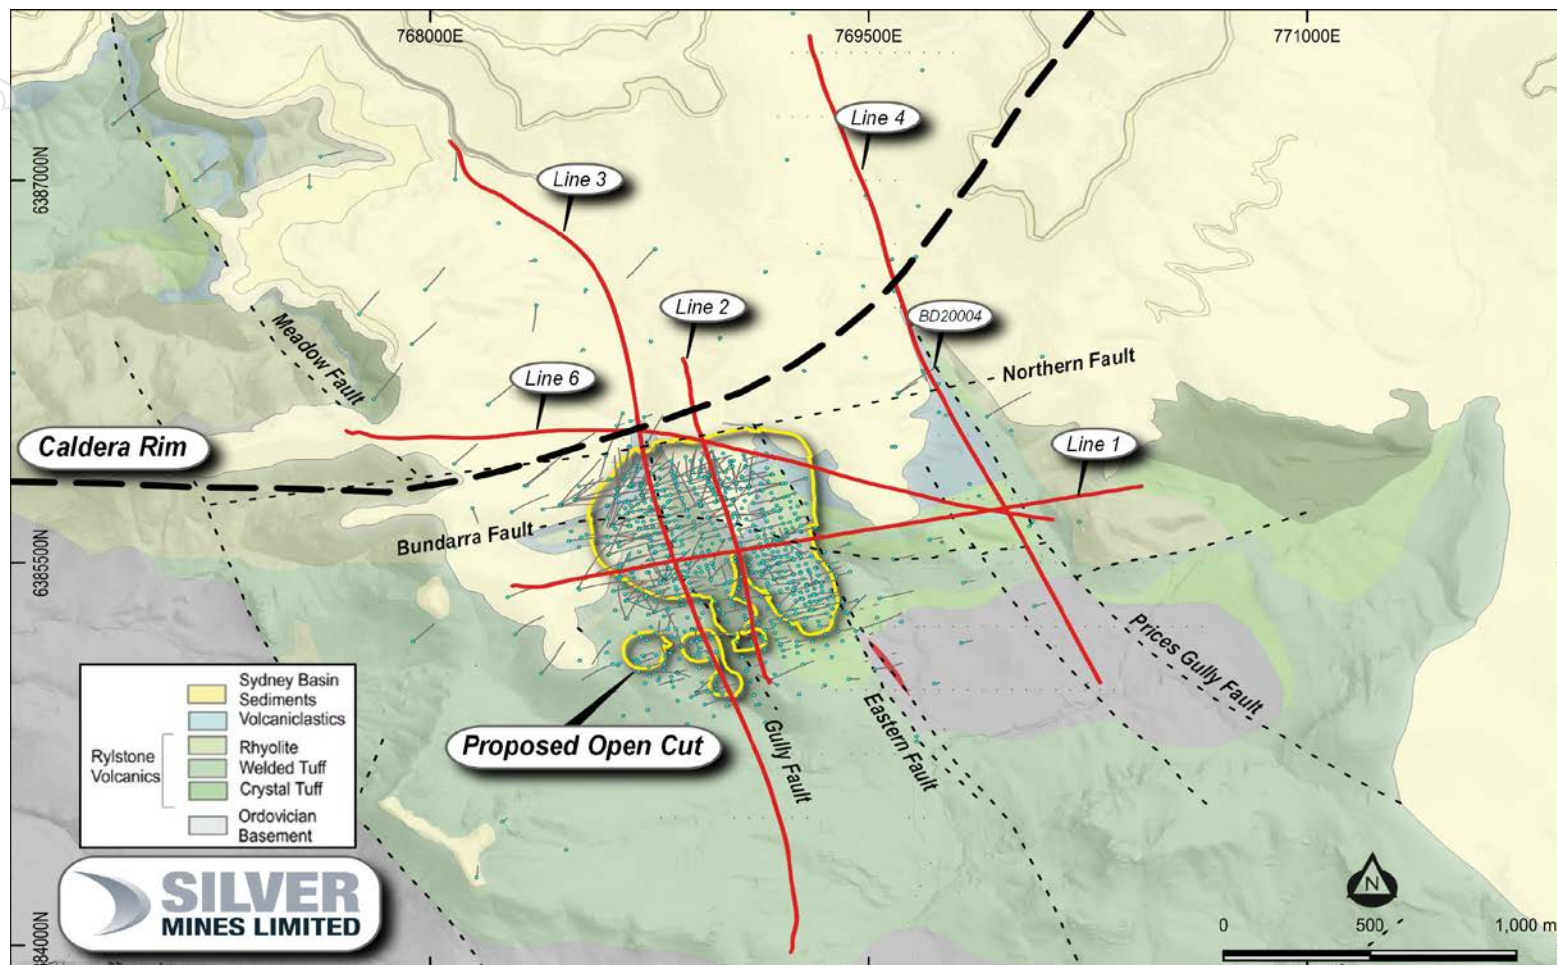 768000E
769500E
771000E
6387000N
6385500N
84000N
Line 4
Line 3
Line 2
BD20004
Meadow Fault
Northern Fault
Line 6
Caldera Rim
Line 1
Bundarra Fault
Prices Gully Fault
Eastern Fault
Gully Fault
Proposed Open Cut
Sydney Basin
Sediments
Volcaniclastics
Rylstone
Volcanics
Rhyolite
Welded Tuff
Crystal Tuff
Ordovician
Basement
SILVER
MINES LIMITED
N
0 500 1,000 m